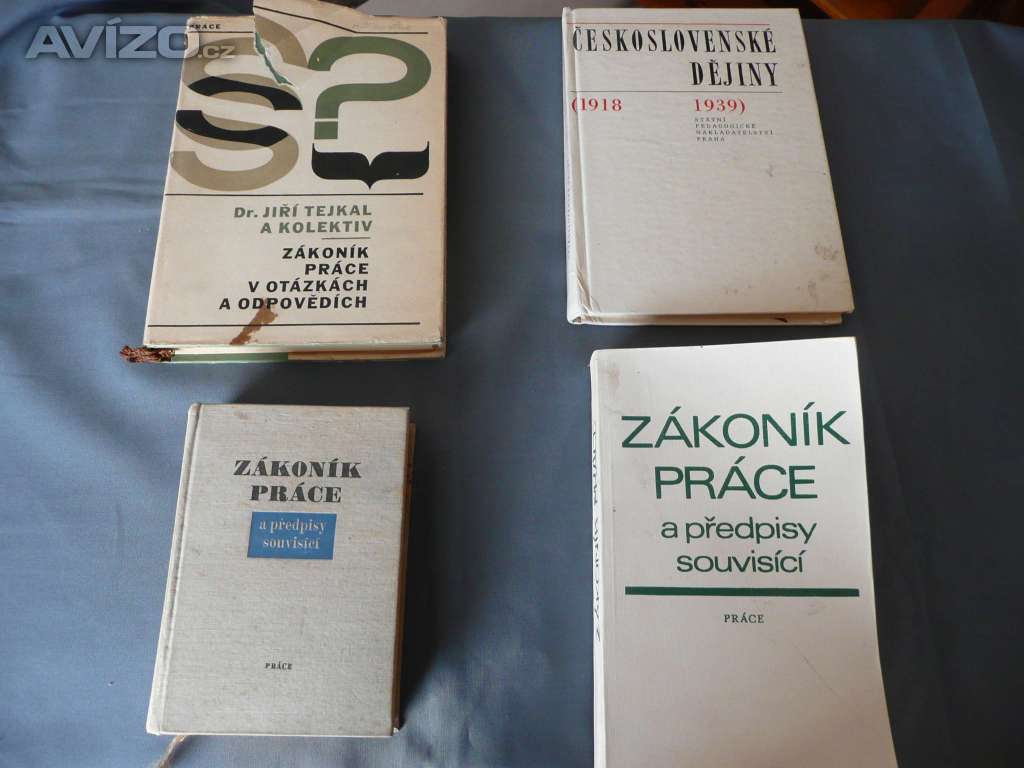 AVÍZO.cz
PRÁCE
Dr. JIŘÍ TEJKAL
A KOLEKTIV
ZÁKONÍK
PRÁCE
V OTÁZKÁCH
A ODPOVĚDÍCH
ČESKOSLOVENSKÉ
DĚJINY
(1918 1939)
STÁTNÍ
PEDAGOGICKÉ
NAKLADATELSTVÍ
PRAHA
ZÁKONÍK
PRÁCE
a předpisy
souvisící
PRÁCE
ZÁKONÍK
PRÁCE
a předpisy
souvisící
PRÁCE